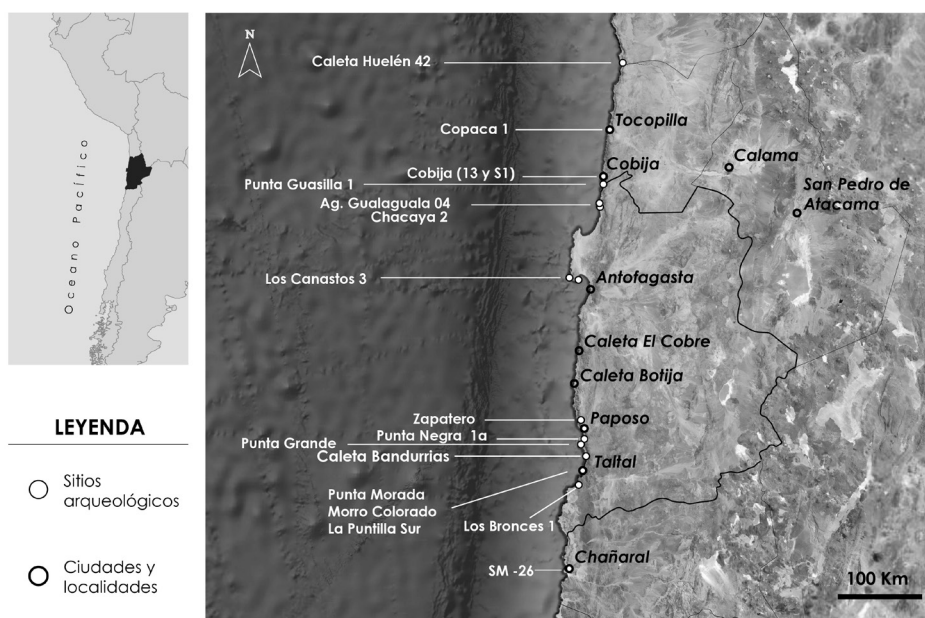 Oceano Pacífico
LEYENDA
Sitios
arqueológicos
Ciudades y
localidades
N
Caleta Huelén 42
Copaca 1
Tocopilla
Cobija (13 y S1)
Cobija
Calama
Punta Guasilla 1
San Pedro de
Atacama
Ag. Gualaguala 04
Chacaya 2
Los Canastos 3
Antofagasta
Caleta El Cobre
Caleta Botija
Zapatero
Paposo
Punta Negra 1a
Punta Grande
Caleta Bandurrias
Taltal
Punta Morada
Morro Colorado
La Puntilla Sur
Los Bronces 1
Chañaral
SM -26
100 Km